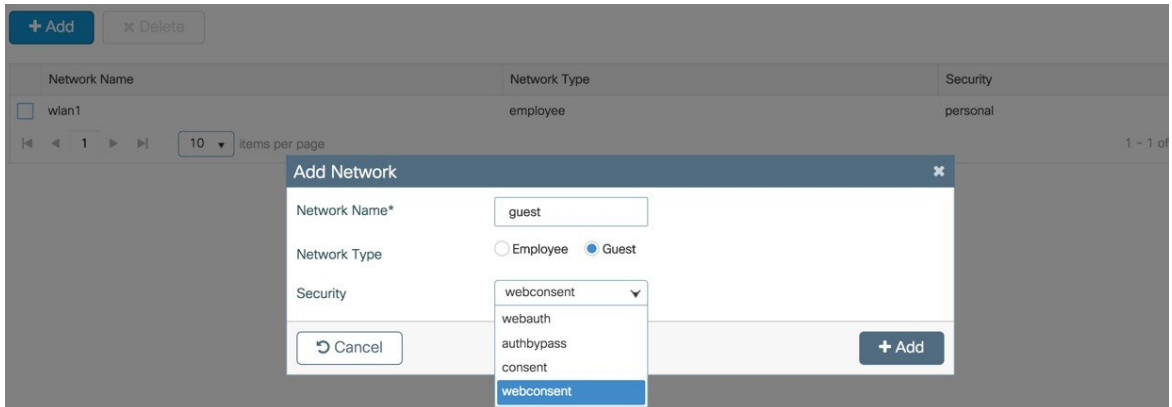 + Add
✖ Delete
Network Name Network Type Security
wlan1 employee personal
1 10 items per page 1 - 1 of
Add Network ✖
Network Name* guest
Network Type Employee Guest
Security webconsent
webauth
authbypass
consent
webconsent
Cancel
+ Add